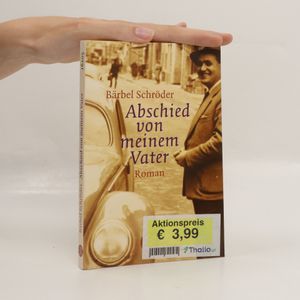 Bärbel Schröder
Abschied
von
meinem
Vater
Roman
Aktionspreis
€ 3,99
Thalia